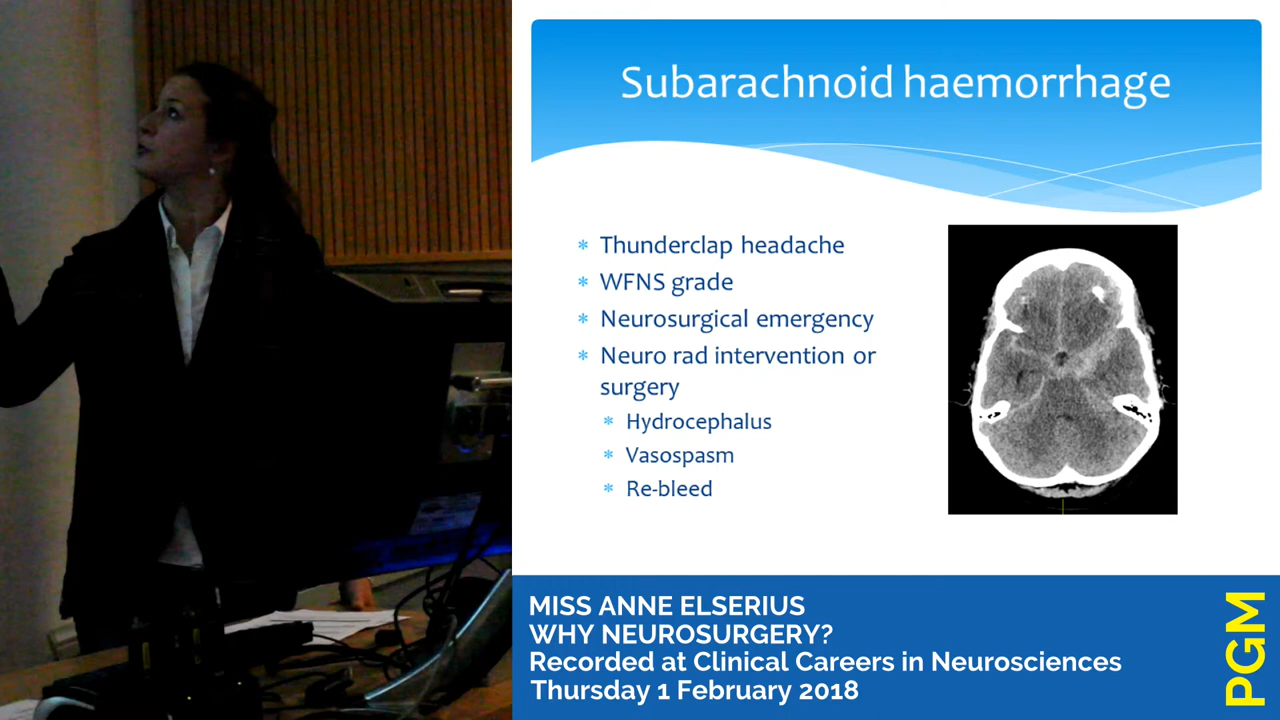 Subarachnoid haemorrhage
* Thunderclap headache
* WFNS grade
* Neurosurgical emergency
* Neuro rad intervention or
surgery
* Hydrocephalus
* Vasospasm
* Re-bleed
MISS ANNE ELSERIUS
WHY NEUROSURGERY?
Recorded at Clinical Careers in Neurosciences
Thursday 1 February 2018
PGM